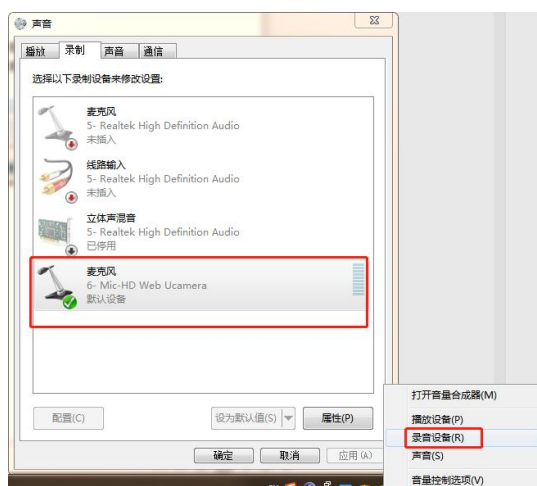 声音
播放 录制 声音 通信
选择以下录制设备来修改设置:
麦克风
5- Realtek High Definition Audio
未插入
线路输入
5- Realtek High Definition Audio
未插入
立体声混音
5- Realtek High Definition Audio
已停用
麦克风
6- Mic-HD Web Ucamera
默认设备
配置(C) 设为默认值(S) 属性(P)
确定 取消 应用(A)
打开音量合成器(M)
播放设备(P)
录音设备(R)
声音(S)
音量控制选项(V)